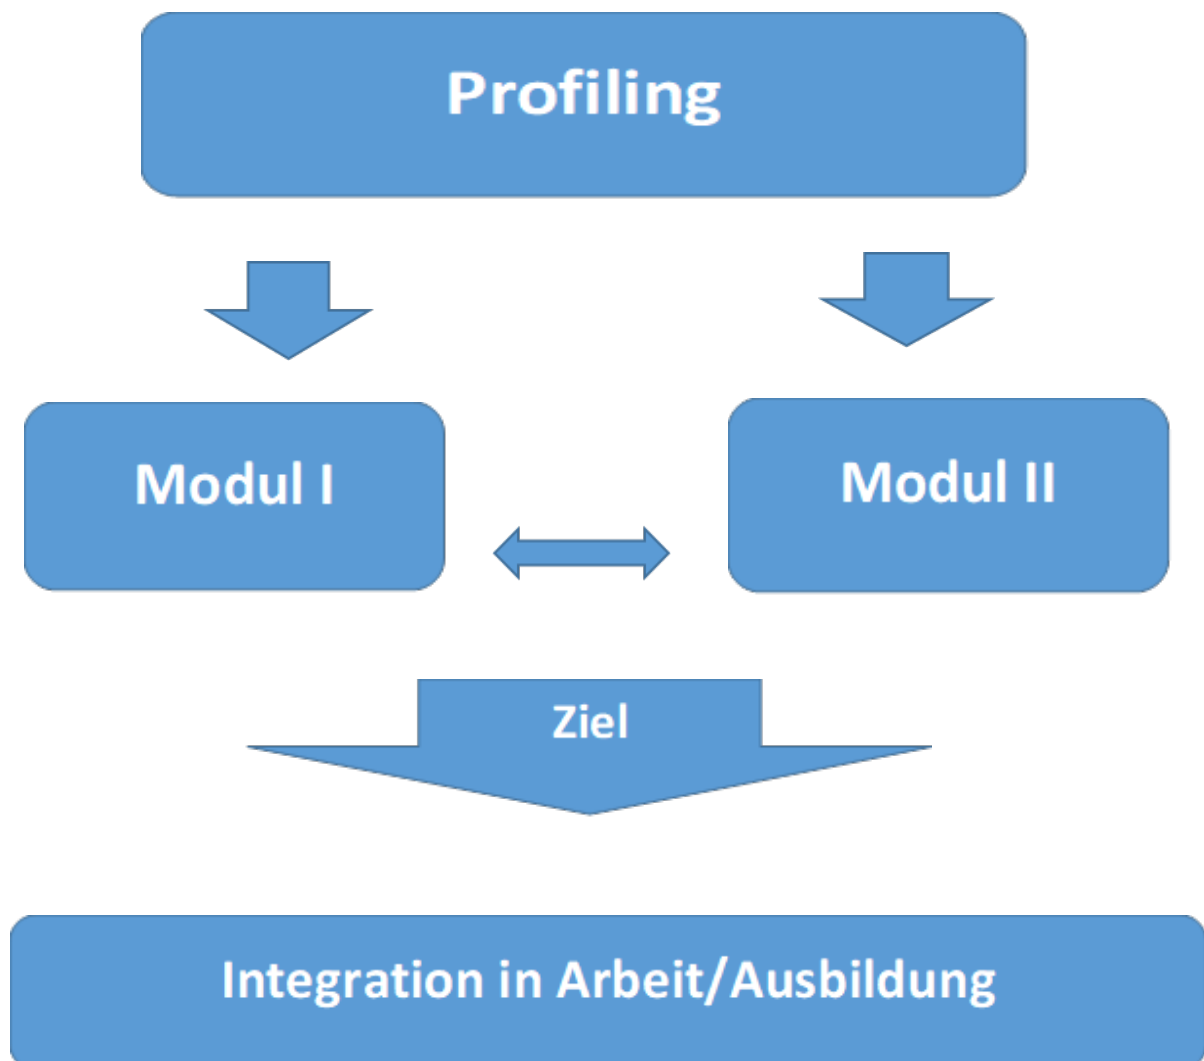 Profiling
Modul I
Modul II
Ziel
Integration in Arbeit/Ausbildung